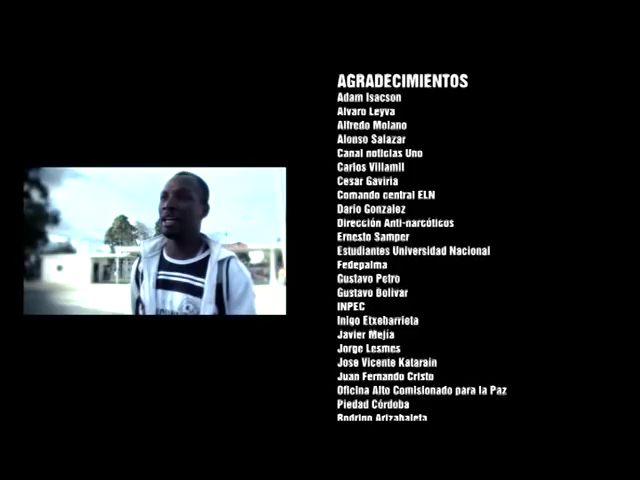 AGRADECIMIENTOS
Adam Isacson
Alvaro Leyva
Alfredo Molano
Alonso Salazar
Canal noticias Uno
Carlos Villamil
Cesar Gaviria
Comando central ELN
Dario Gonzalez
Dirección Anti-narcóticos
Ernesto Samper
Estudiantes Universidad Nacional
Fedepalma
Gustavo Petro
Gustavo Bolivar
INPEC
Inigo Etxebarrieta
Javier Mejía
Jorge Lesmes
Jose Vicente Katarain
Juan Fernando Cristo
Oficina Alto Comisionado para la Paz
Piedad Córdoba
Rodrigo Arizabaleta